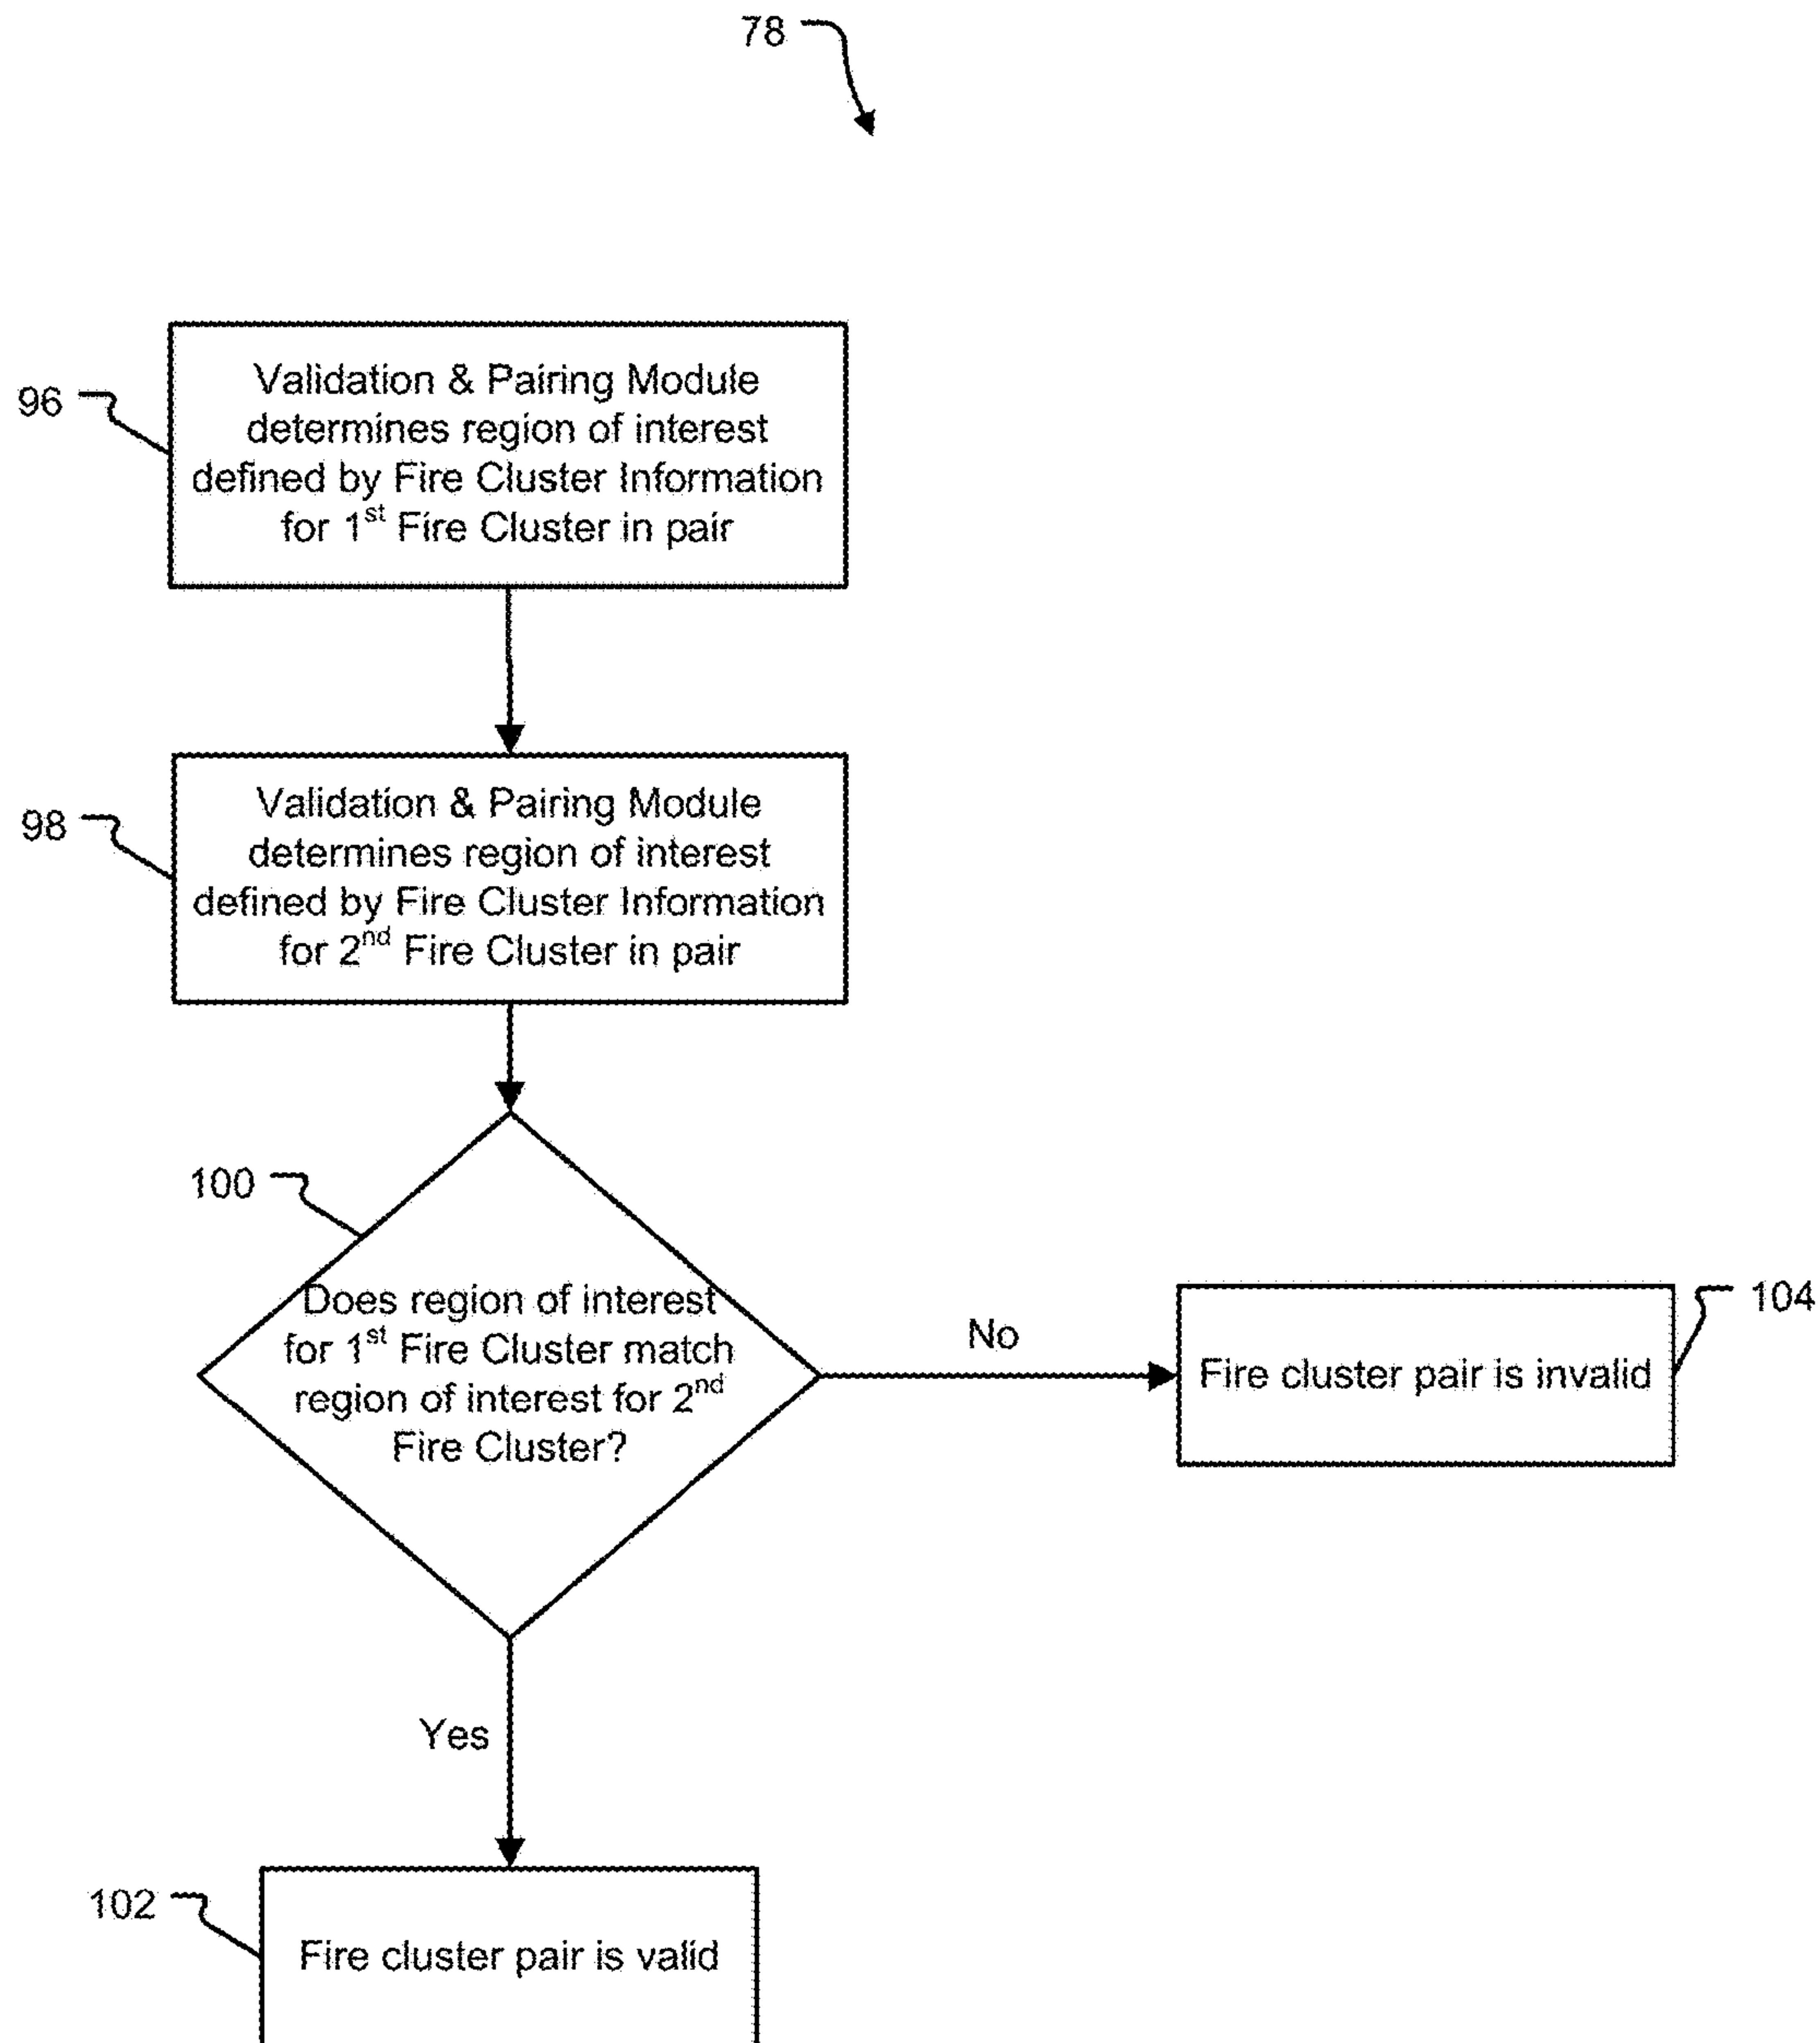 78
96
Validation & Pairing Module
determines region of interest
defined by Fire Cluster Information
for 1st Fire Cluster in pair
98
Validation & Pairing Module
determines region of interest
defined by Fire Cluster Information
for 2nd Fire Cluster in pair
100
Does region of interest
for 1st Fire Cluster match
region of interest for 2nd
Fire Cluster?
No
Fire cluster pair is invalid
104
Yes
102
Fire cluster pair is valid